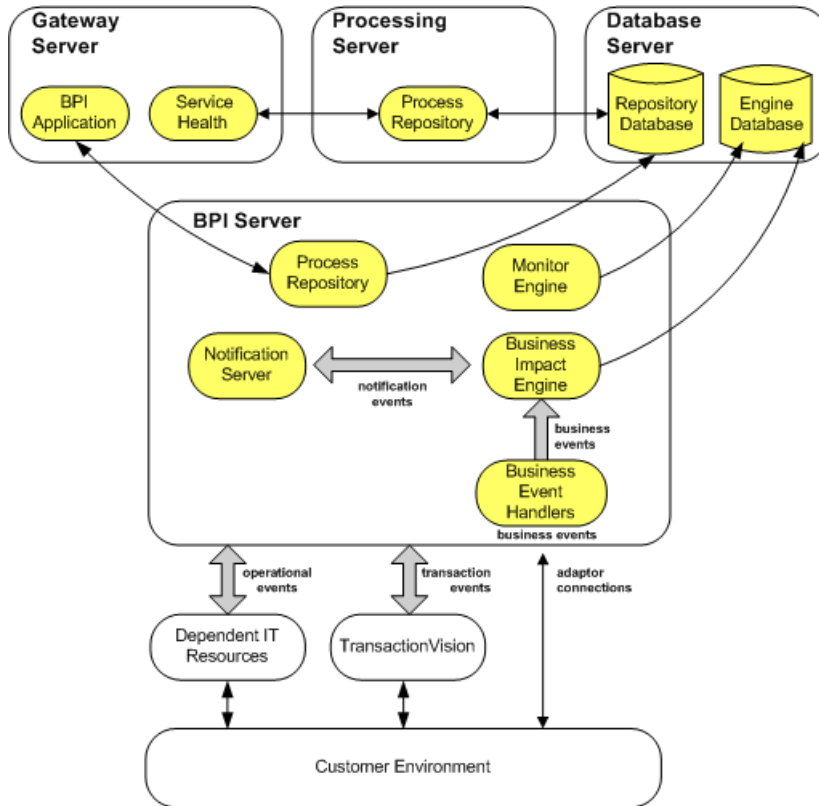 Gateway
Server
Processing
Server
Database
Server
BPI
Application
Service
Health
Process
Repository
Repository
Database
Engine
Database
BPI Server
Process
Repository
Monitor
Engine
Notification
Server
notification
events
Business
Impact
Engine
business
events
Business
Event
Handlers
business events
operational
events
transaction
events
adaptor
connections
Dependent IT
Resources
TransactionVision
Customer Environment